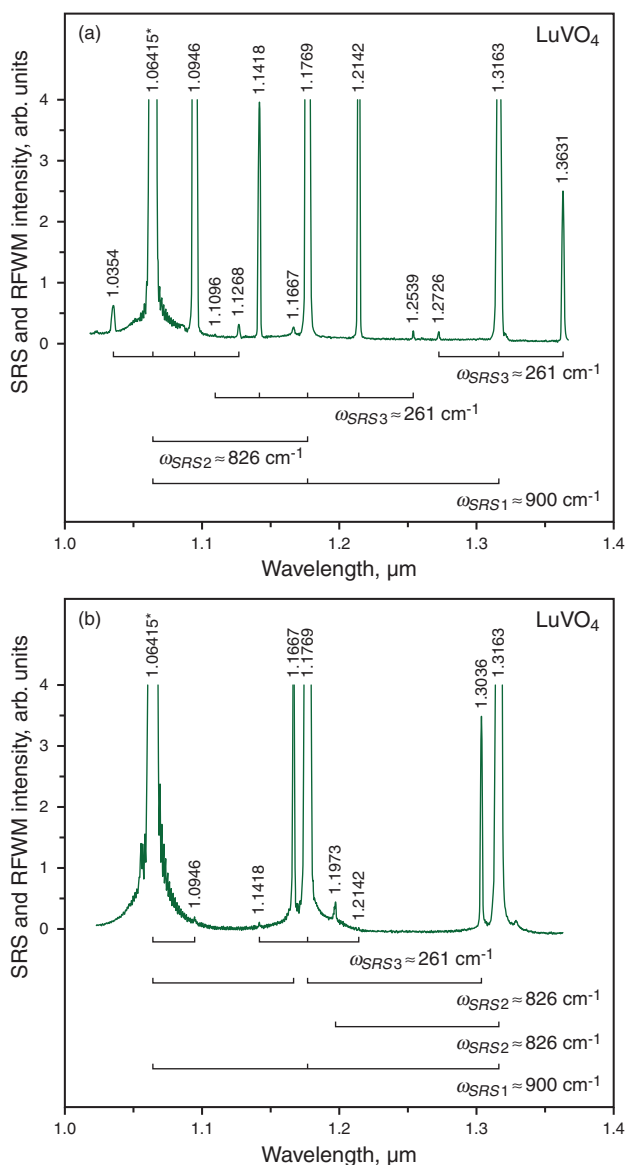 (a)
LuVO4
1.06415*
1.0946
1.1418
1.1769
1.2142
1.3163
1.3631
1.0354
1.1096
1.1268
1.1667
1.2539
1.2726
SRS and RFWM intensity, arb. units
4
3
2
1
0
ωSRS3≈261 cm-1
ωSRS3≈261 cm-1
ωSRS2≈826 cm-1
ωSRS1≈900 cm-1
1.0 1.1 1.2 1.3 1.4
Wavelength, µm
(b)
LuVO4
1.06415*
1.1667
1.1769
1.3036
1.3163
1.0946
1.1418
1.1973
1.2142
SRS and RFWM intensity, arb. units
4
3
2
1
0
ωSRS3≈261 cm-1
ωSRS2≈826 cm-1
ωSRS2≈826 cm-1
ωSRS1≈900 cm-1
1.0 1.1 1.2 1.3 1.4
Wavelength, µm